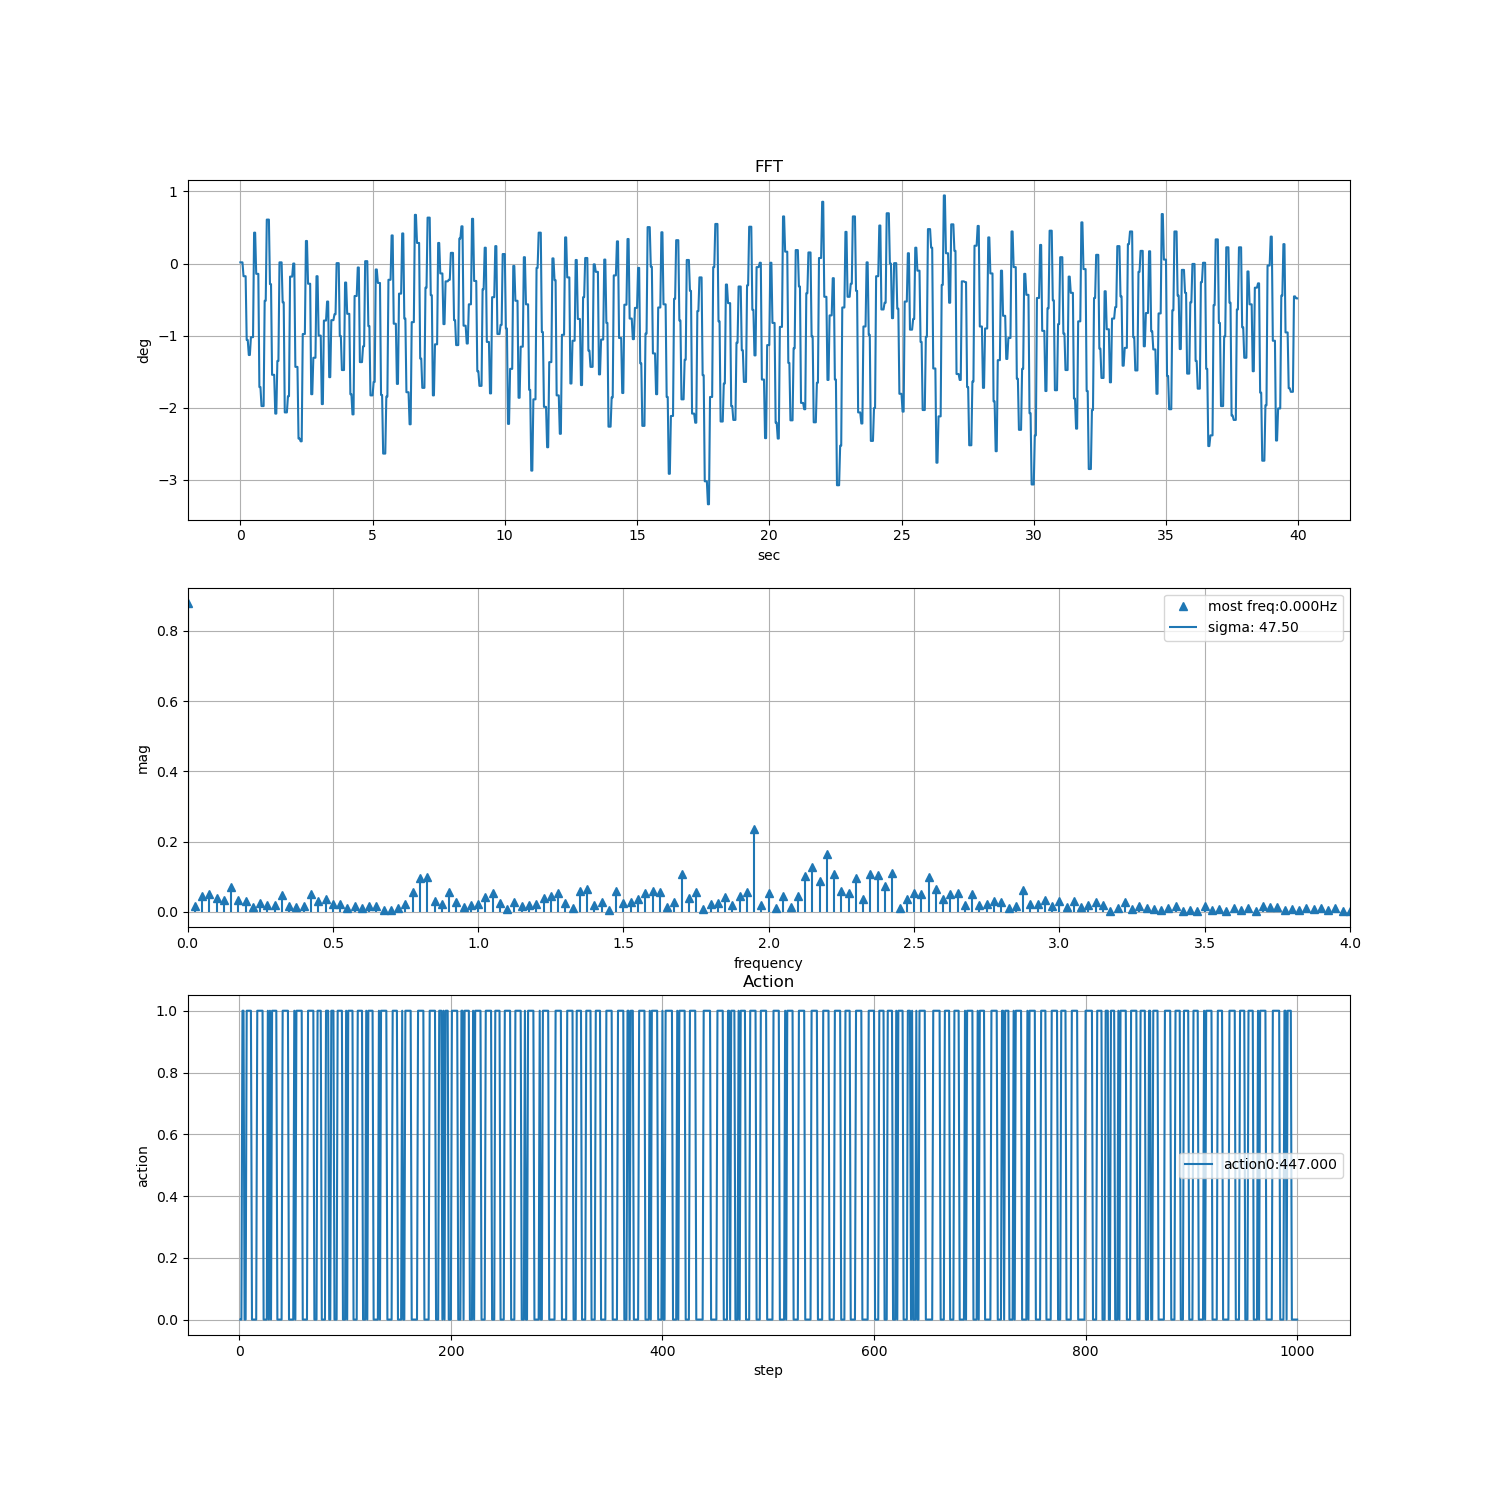 FFT
1
0
−1
−2
−3
deg
0 5 10 15 20 25 30 35 40
sec
most freq:0.000Hz
sigma: 47.50
0.8
0.6
0.4
0.2
0.0
mag
0.0 0.5 1.0 1.5 2.0 2.5 3.0 3.5 4.0
frequency
Action
1.0
0.8
0.6
0.4
0.2
0.0
action
action0:447.000
0 200 400 600 800 1000
step